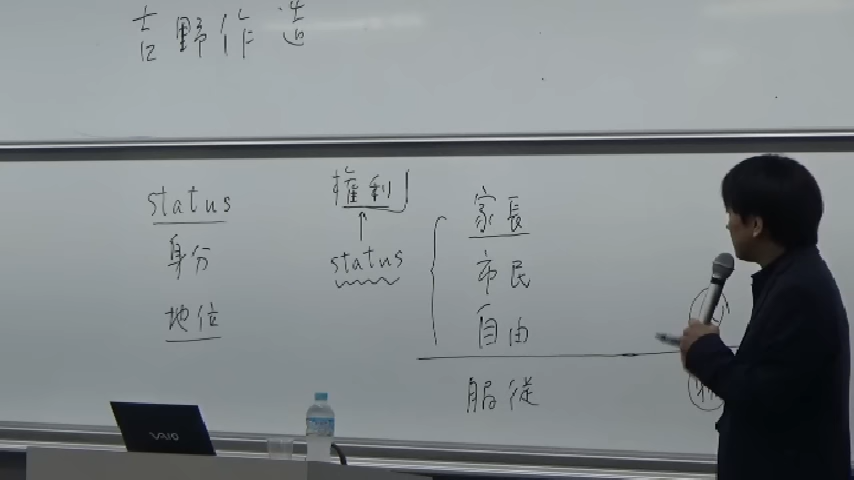 吉野作造
status
身分
地位
権利
↑
status
家長
市民
自由
服従
VAIO